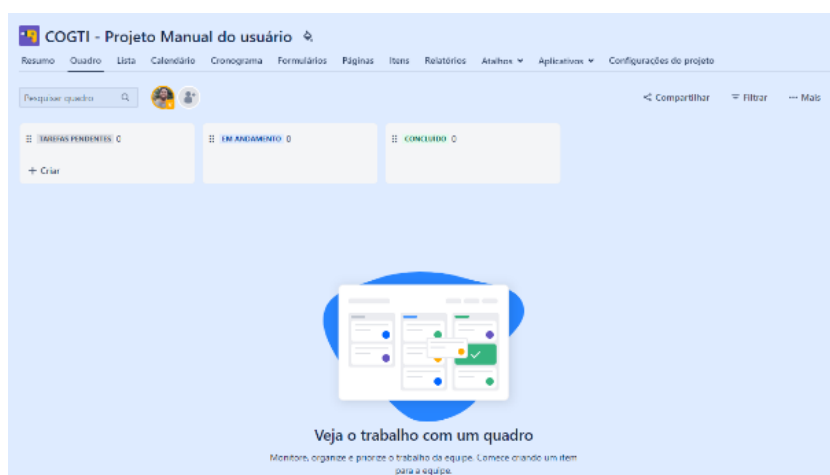 COGTI - Projeto Manual do usuário
Resumo Quadro Lista Calendário Cronograma Formulários Páginas Itens Relatórios Atalhos Aplicativos Configurações do projeto
Pesquisar quadro Compartilhar Filtrar Mais
TAREFAS PENDENTES 0 EM ANDAMENTO 0 CONCLUÍDO 0
+ Criar
Veja o trabalho com um quadro
Monitore, organize e priorize o trabalho da equipe. Comece criando um item
para a equipe.